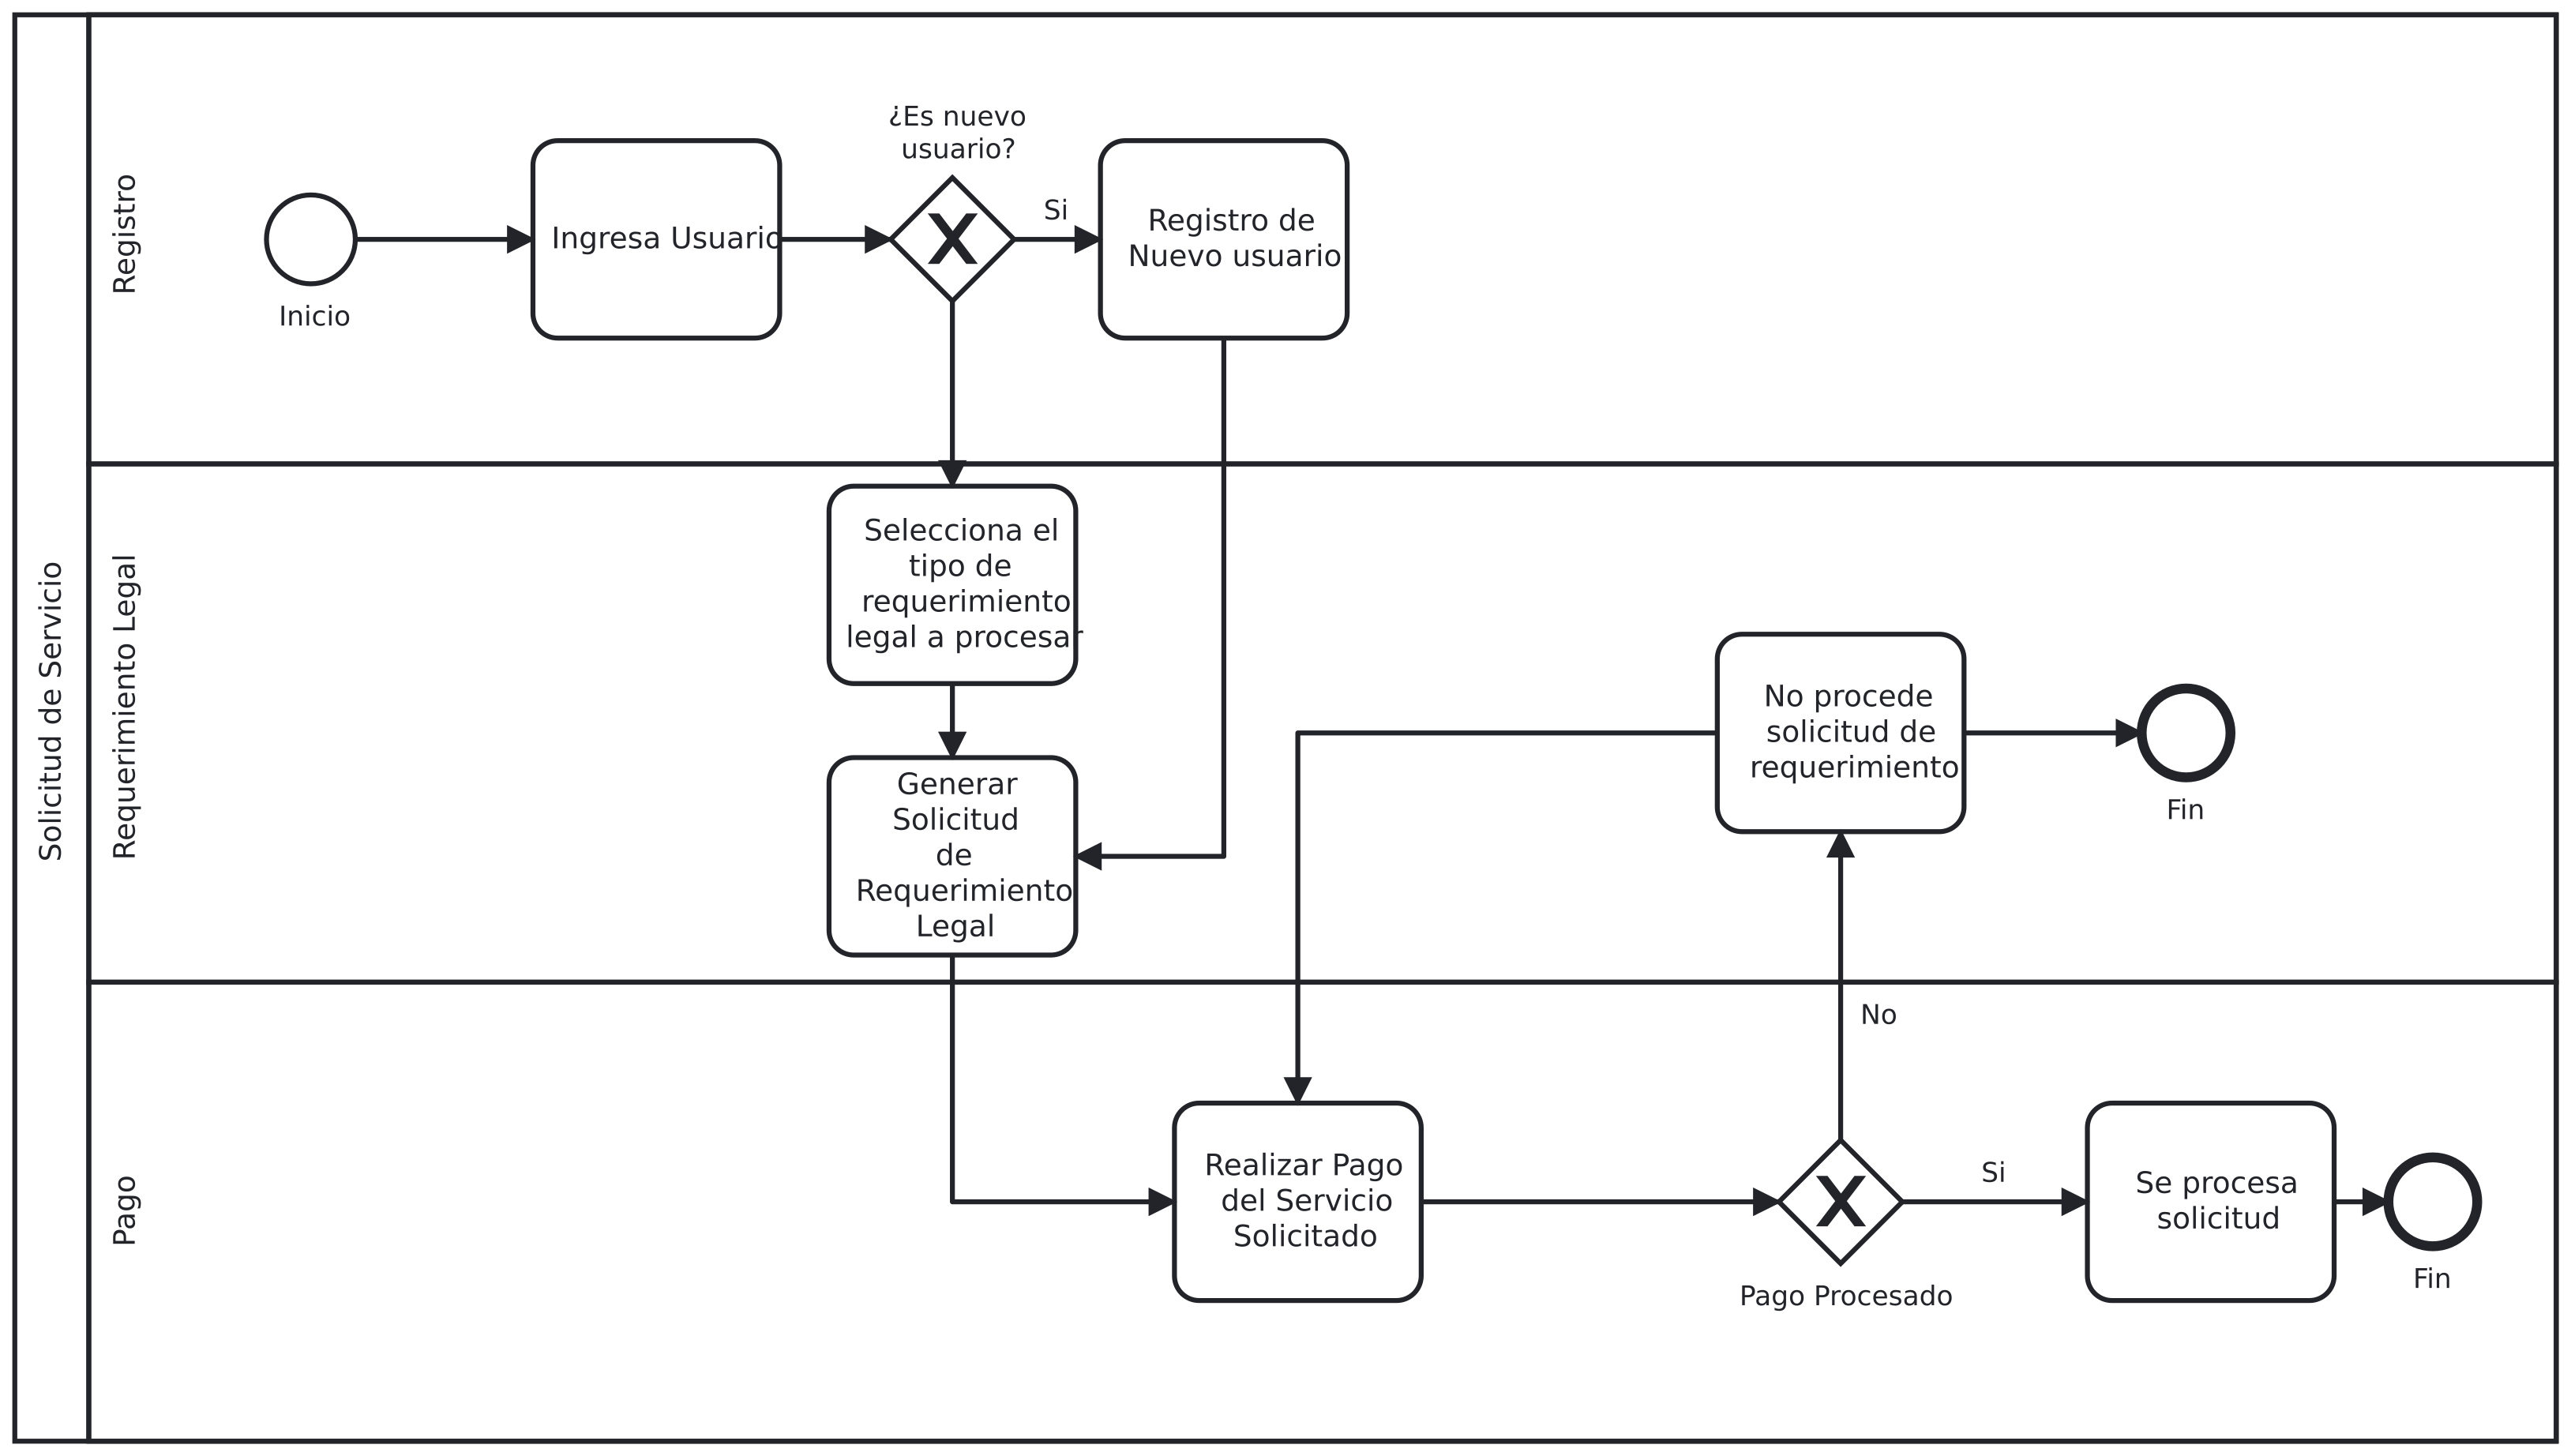 Solicitud de Servicio
Registro
Inicio
Ingresa Usuario
¿Es nuevo
usuario?
Si
Registro de
Nuevo usuario
Requerimiento Legal
Selecciona el
tipo de
requerimiento
legal a procesar
Generar
Solicitud
de
Requerimiento
Legal
No procede
solicitud de
requerimiento
Fin
Pago
Realizar Pago
del Servicio
Solicitado
No
Pago Procesado
Si
Se procesa
solicitud
Fin